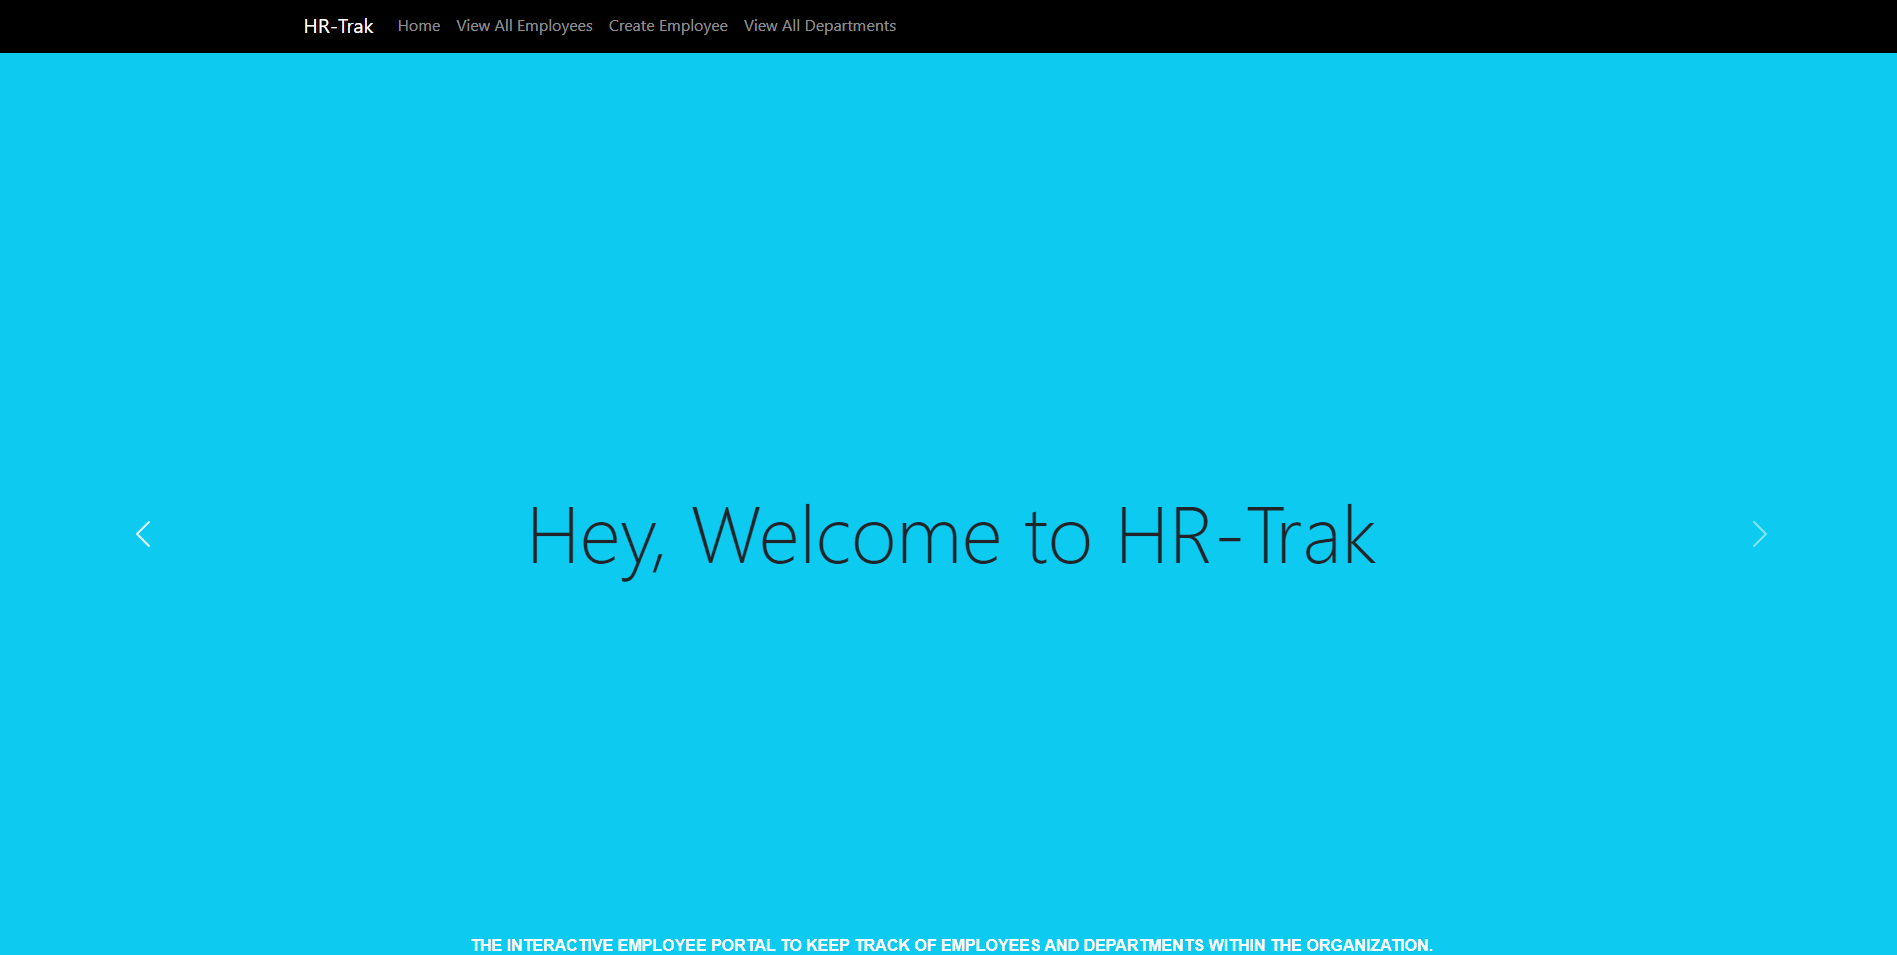 HR-Trak Home View All Employees Create Employee View All Departments
Hey, Welcome to HR-Trak
THE INTERACTIVE EMPLOYEE PORTAL TO KEEP TRACK OF EMPLOYEES AND DEPARTMENTS WITHIN THE ORGANIZATION.